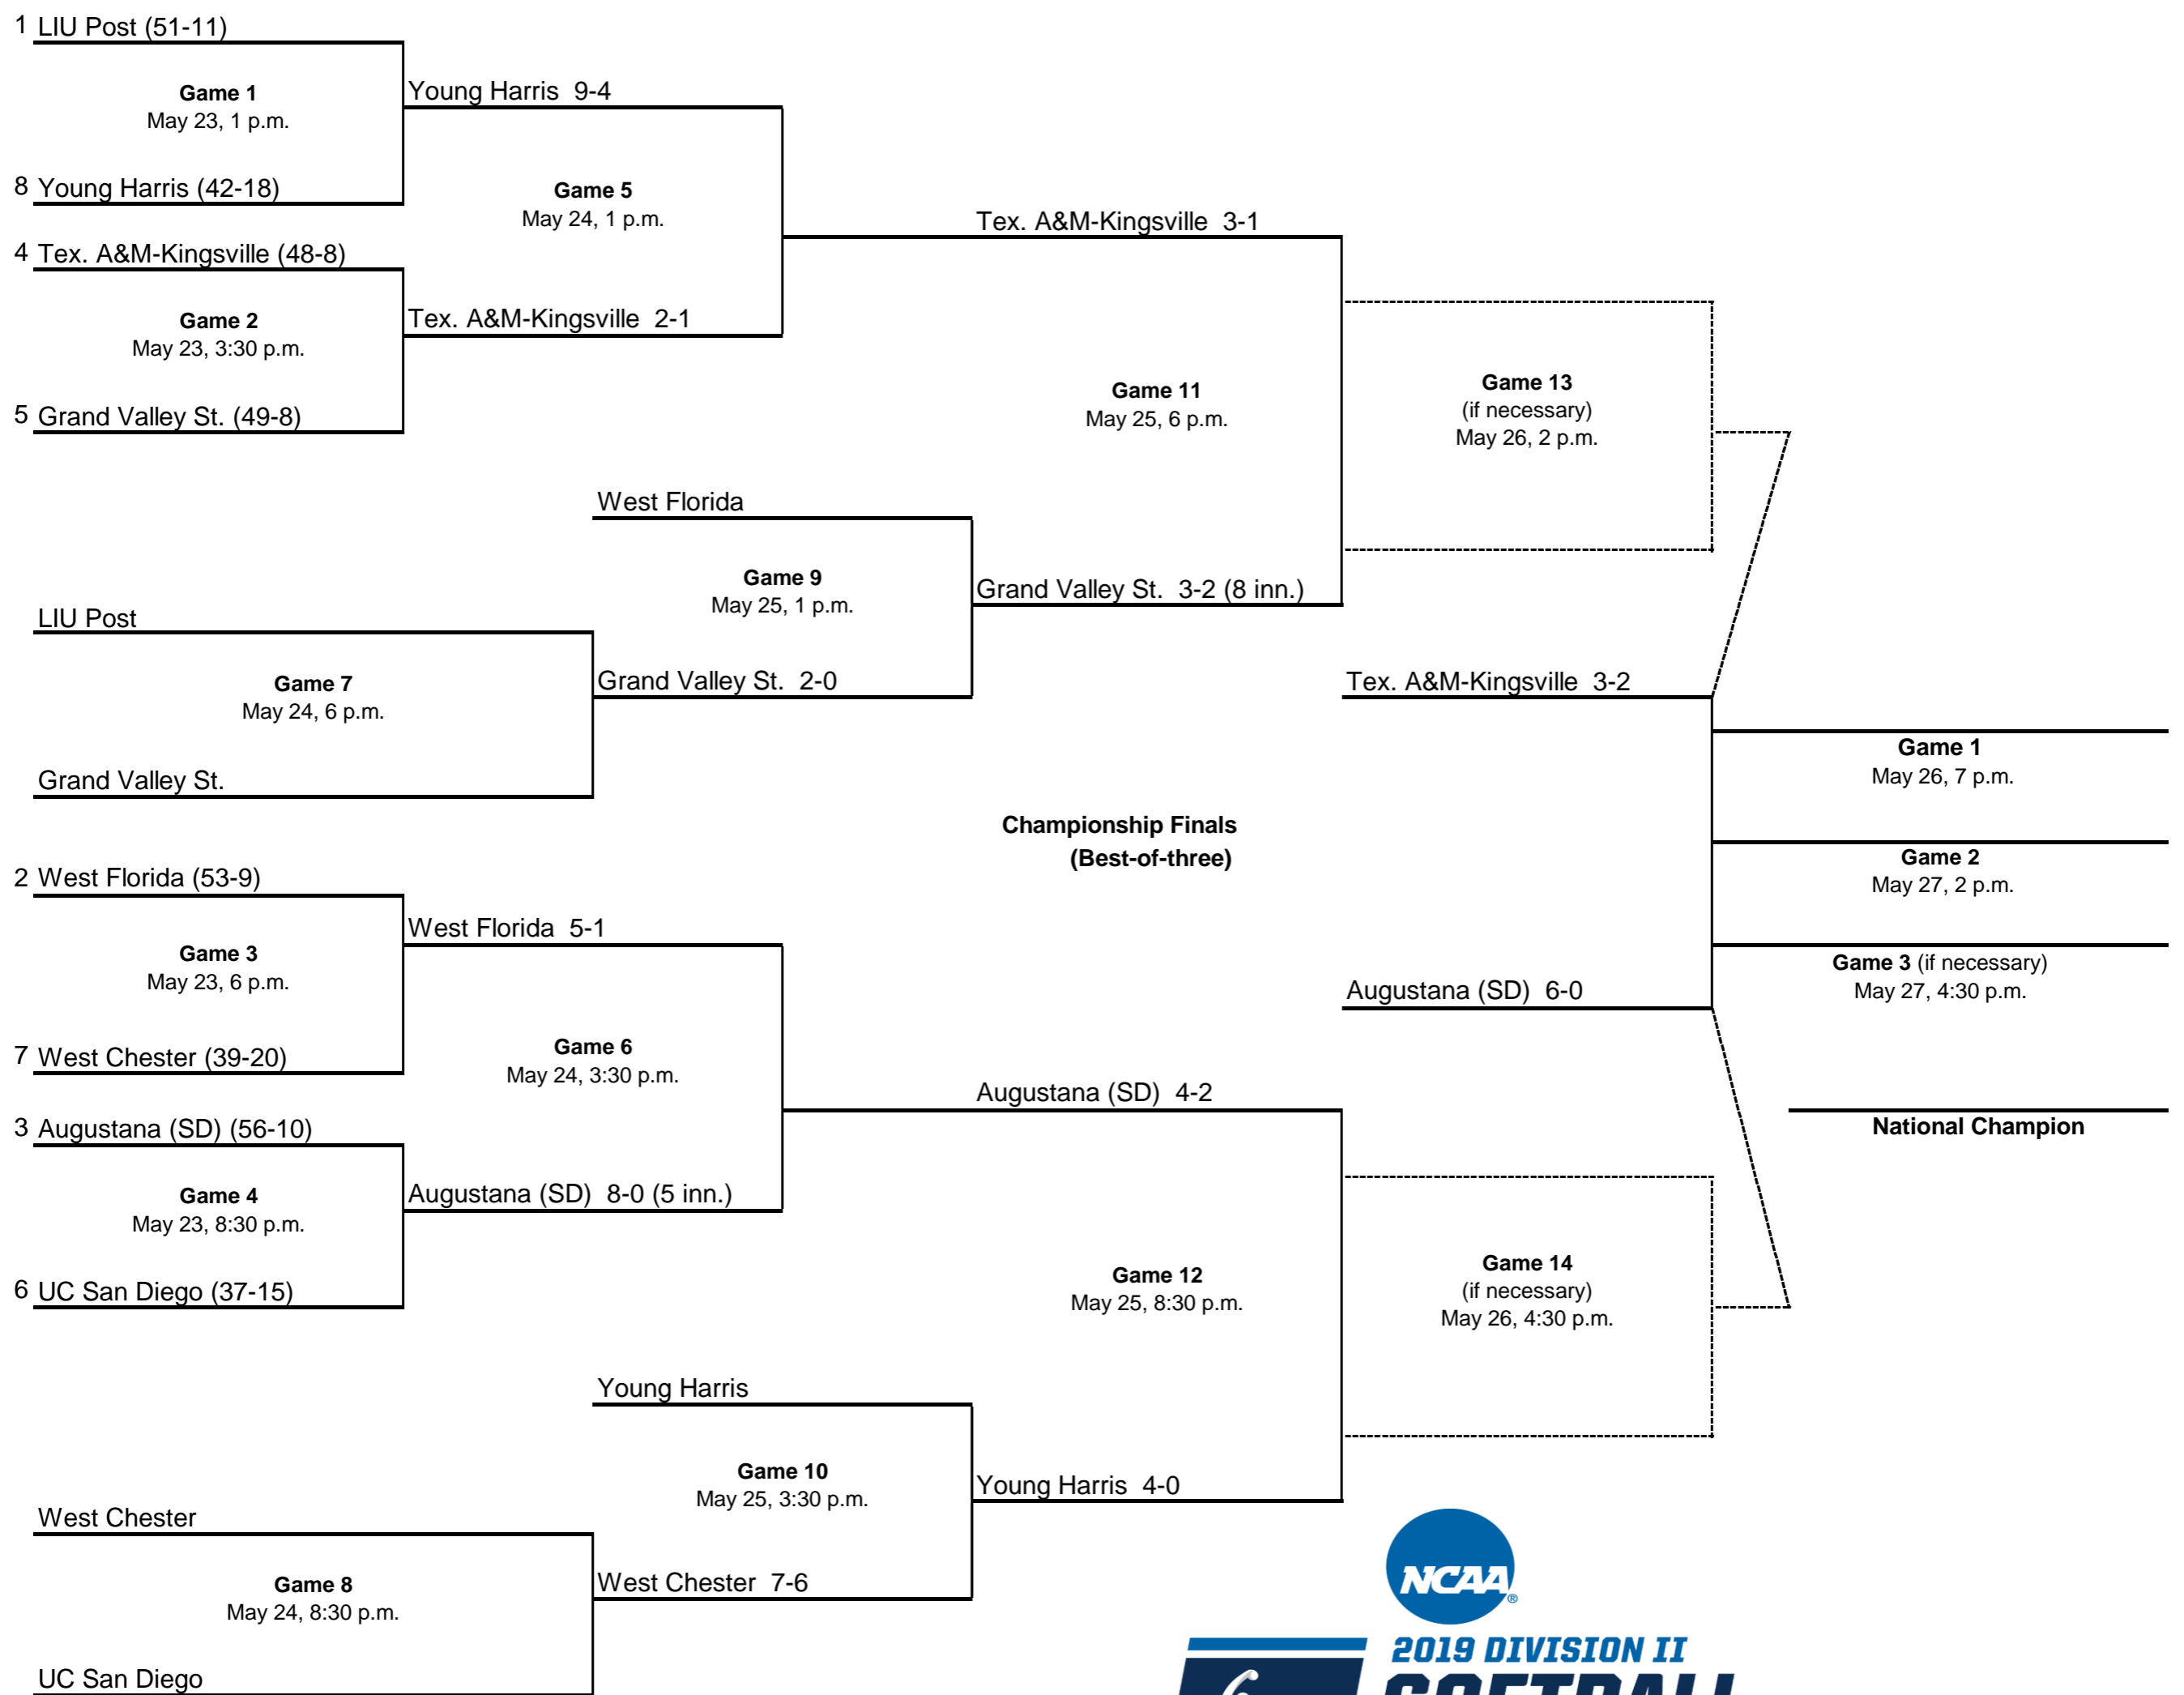 1 LIU Post (51-11)
Game 1
May 23, 1 p.m.
Young Harris 9-4
8 Young Harris (42-18)
Game 5
May 24, 1 p.m.
Tex. A&M-Kingsville 3-1
4 Tex. A&M-Kingsville (48-8)
Game 2
May 23, 3:30 p.m.
Tex. A&M-Kingsville 2-1
5 Grand Valley St. (49-8)
Game 11
May 25, 6 p.m.
Game 13
(if necessary)
May 26, 2 p.m.
West Florida
Game 9
May 25, 1 p.m.
Grand Valley St. 3-2 (8 inn.)
LIU Post
Game 7
May 24, 6 p.m.
Grand Valley St. 2-0
Grand Valley St.
Tex. A&M-Kingsville 3-2
Game 1
May 26, 7 p.m.
Championship Finals
(Best-of-three)
Game 2
May 27, 2 p.m.
2 West Florida (53-9)
West Florida 5-1
Game 3
May 23, 6 p.m.
Game 3 (if necessary)
May 27, 4:30 p.m.
Augustana (SD) 6-0
7 West Chester (39-20)
Game 6
May 24, 3:30 p.m.
Augustana (SD) 4-2
National Champion
3 Augustana (SD) (56-10)
Game 4
May 23, 8:30 p.m.
Augustana (SD) 8-0 (5 inn.)
6 UC San Diego (37-15)
Game 12
May 25, 8:30 p.m.
Game 14
(if necessary)
May 26, 4:30 p.m.
Young Harris
Game 10
May 25, 3:30 p.m.
Young Harris 4-0
West Chester
Game 8
May 24, 8:30 p.m.
West Chester 7-6
UC San Diego
NCAA®
2019 DIVISION II
SOFTBALL